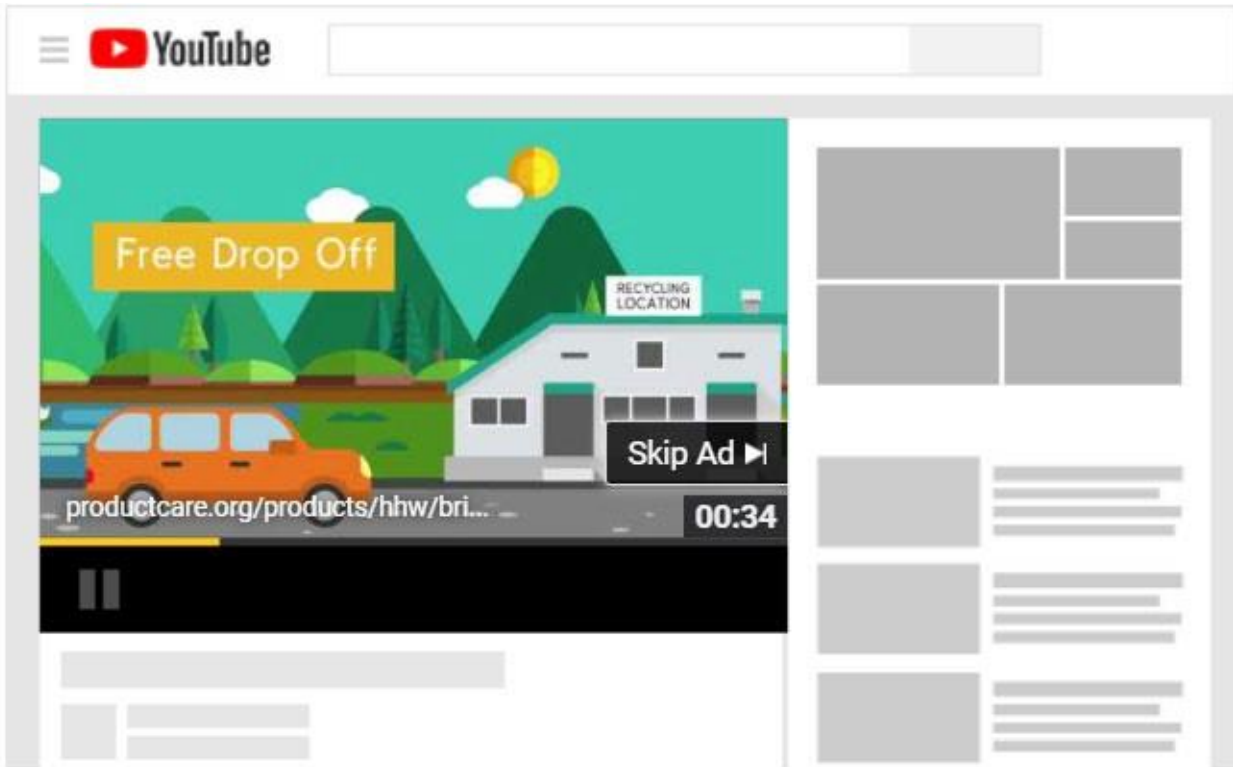 YouTube
Free Drop Off
RECYCLING
LOCATION
Skip Ad
productcare.org/products/hhw/bri...
00:34